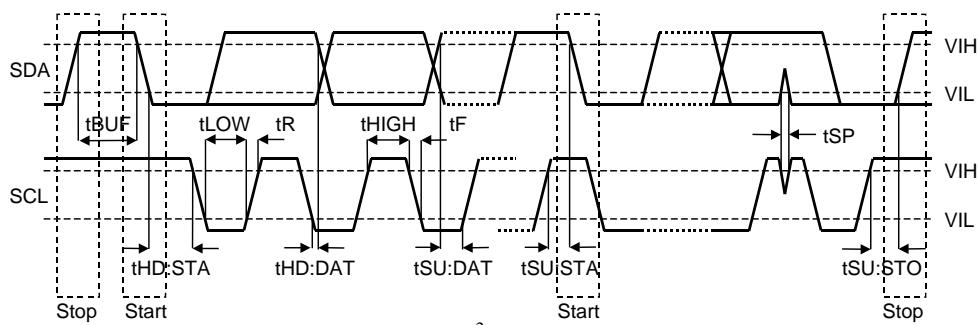 VIH
SDA
VIL
tBUF tLOW tR tHIGH tF tSP
VIH
SCL
VIL
tHD:STA tHD:DAT tSU:DAT tSU:STA tSU:STO
Stop Start Start Stop